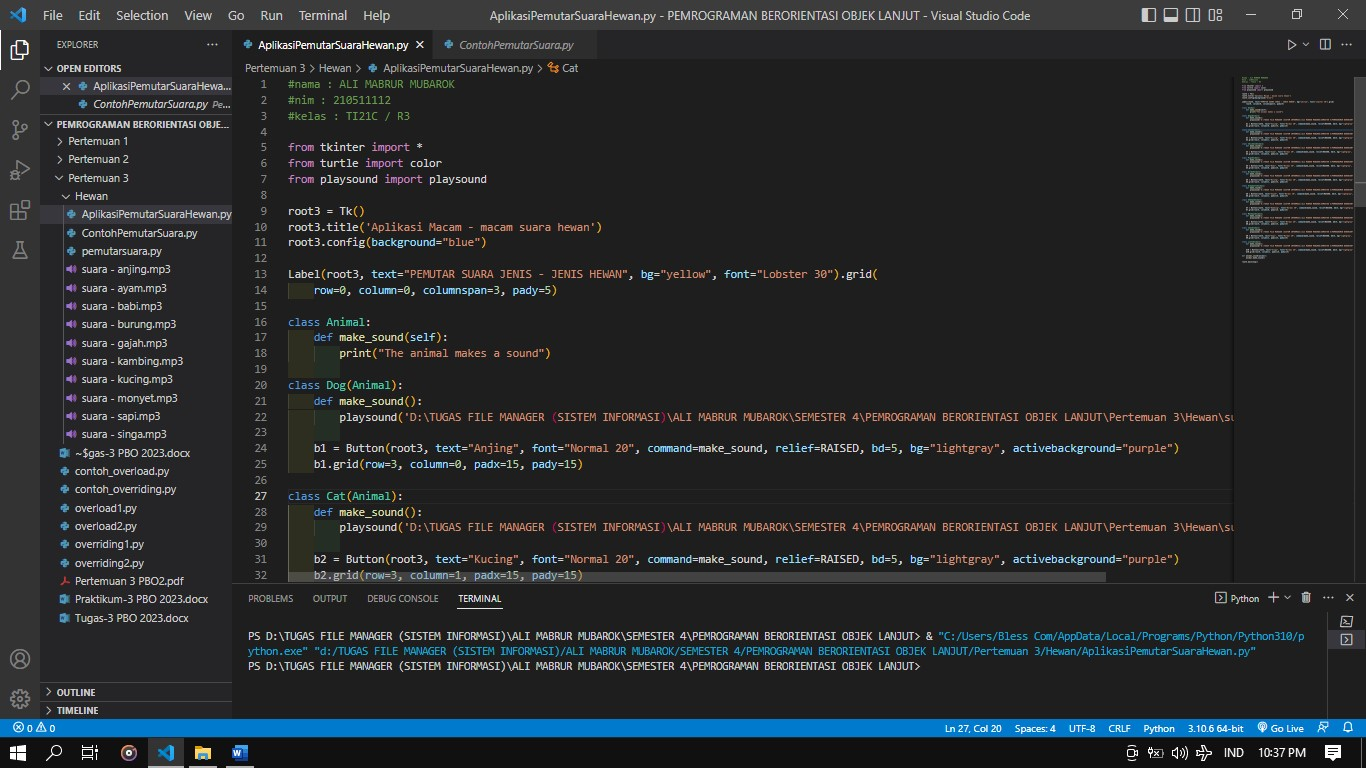 File Edit Selection View Go Run Terminal Help
AplikasiPemutarSuaraHewan.py - PEMROGRAMAN BERORIENTASI OBJEK LANJUT - Visual Studio Code
EXPLORER
OPEN EDITORS
AplikasiPemutarSuaraHewa...
ContohPemutarSuara.py Pe...
PEMROGRAMAN BERORIENTASI OBJE...
Pertemuan 1
Pertemuan 2
Pertemuan 3
Hewan
AplikasiPemutarSuaraHewan.py
ContohPemutarSuara.py
pemutarsuara.py
suara - anjing.mp3
suara - ayam.mp3
suara - babi.mp3
suara - burung.mp3
suara - gajah.mp3
suara - kambing.mp3
suara - kucing.mp3
suara - monyet.mp3
suara - sapi.mp3
suara - singa.mp3
~$gas-3 PBO 2023.docx
contoh_overload.py
contoh_overriding.py
overload1.py
overload2.py
overriding1.py
overriding2.py
Pertemuan 3 PBO2.pdf
Praktikum-3 PBO 2023.docx
Tugas-3 PBO 2023.docx
OUTLINE
TIMELINE
AplikasiPemutarSuaraHewan.py ContohPemutarSuara.py
Pertemuan 3 > Hewan > AplikasiPemutarSuaraHewan.py > Cat
1 #nama : ALI MABRUR MUBAROK
2 #nim : 210511112
3 #kelas : TI21C / R3
4
5 from tkinter import *
6 from turtle import color
7 from playsound import playsound
8
9 root3 = Tk()
10 root3.title('Aplikasi Macam - macam suara hewan')
11 root3.config(background="blue")
12
13 Label(root3, text="PEMUTAR SUARA JENIS - JENIS HEWAN", bg="yellow", font="Lobster 30").grid(
14 row=0, column=0, columnspan=3, pady=5)
15
16 class Animal:
17 def make_sound(self):
18 print("The animal makes a sound")
19
20 class Dog(Animal):
21 def make_sound():
22 playsound('D:\TUGAS FILE MANAGER (SISTEM INFORMASI)\ALI MABRUR MUBAROK\SEMESTER 4\PEMROGRAMAN BERORIENTASI OBJEK LANJUT\Pertemuan 3\Hewan\su
23
24 b1 = Button(root3, text="Anjing", font="Normal 20", command=make_sound, relief=RAISED, bd=5, bg="lightgray", activebackground="purple")
25 b1.grid(row=3, column=0, padx=15, pady=15)
26
27 class Cat(Animal):
28 def make_sound():
29 playsound('D:\TUGAS FILE MANAGER (SISTEM INFORMASI)\ALI MABRUR MUBAROK\SEMESTER 4\PEMROGRAMAN BERORIENTASI OBJEK LANJUT\Pertemuan 3\Hewan\su
30
31 b2 = Button(root3, text="Kucing", font="Normal 20", command=make_sound, relief=RAISED, bd=5, bg="lightgray", activebackground="purple")
32 b2.grid(row=3, column=1, padx=15, pady=15)
PROBLEMS OUTPUT DEBUG CONSOLE TERMINAL
Python
PS D:\TUGAS FILE MANAGER (SISTEM INFORMASI)\ALI MABRUR MUBAROK\SEMESTER 4\PEMROGRAMAN BERORIENTASI OBJEK LANJUT> & "C:/Users/Bless Com/AppData/Local/Programs/Python/Python310/p
ython.exe" "d:/TUGAS FILE MANAGER (SISTEM INFORMASI)/ALI MABRUR MUBAROK/SEMESTER 4/PEMROGRAMAN BERORIENTASI OBJEK LANJUT/Pertemuan 3/Hewan/AplikasiPemutarSuaraHewan.py"
PS D:\TUGAS FILE MANAGER (SISTEM INFORMASI)\ALI MABRUR MUBAROK\SEMESTER 4\PEMROGRAMAN BERORIENTASI OBJEK LANJUT>
0 0 Ln 27, Col 20 Spaces: 4 UTF-8 CRLF Python 3.10.6 64-bit Go Live
IND 10:37 PM